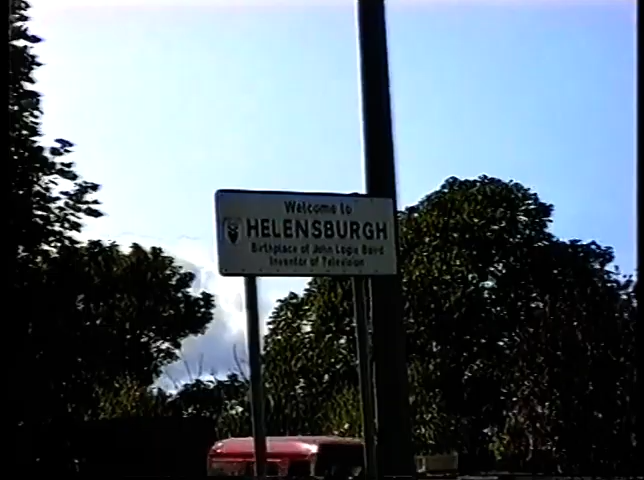 Welcome to
HELENSBURGH
Birthplace of John Logie Baird
Inventor of Television